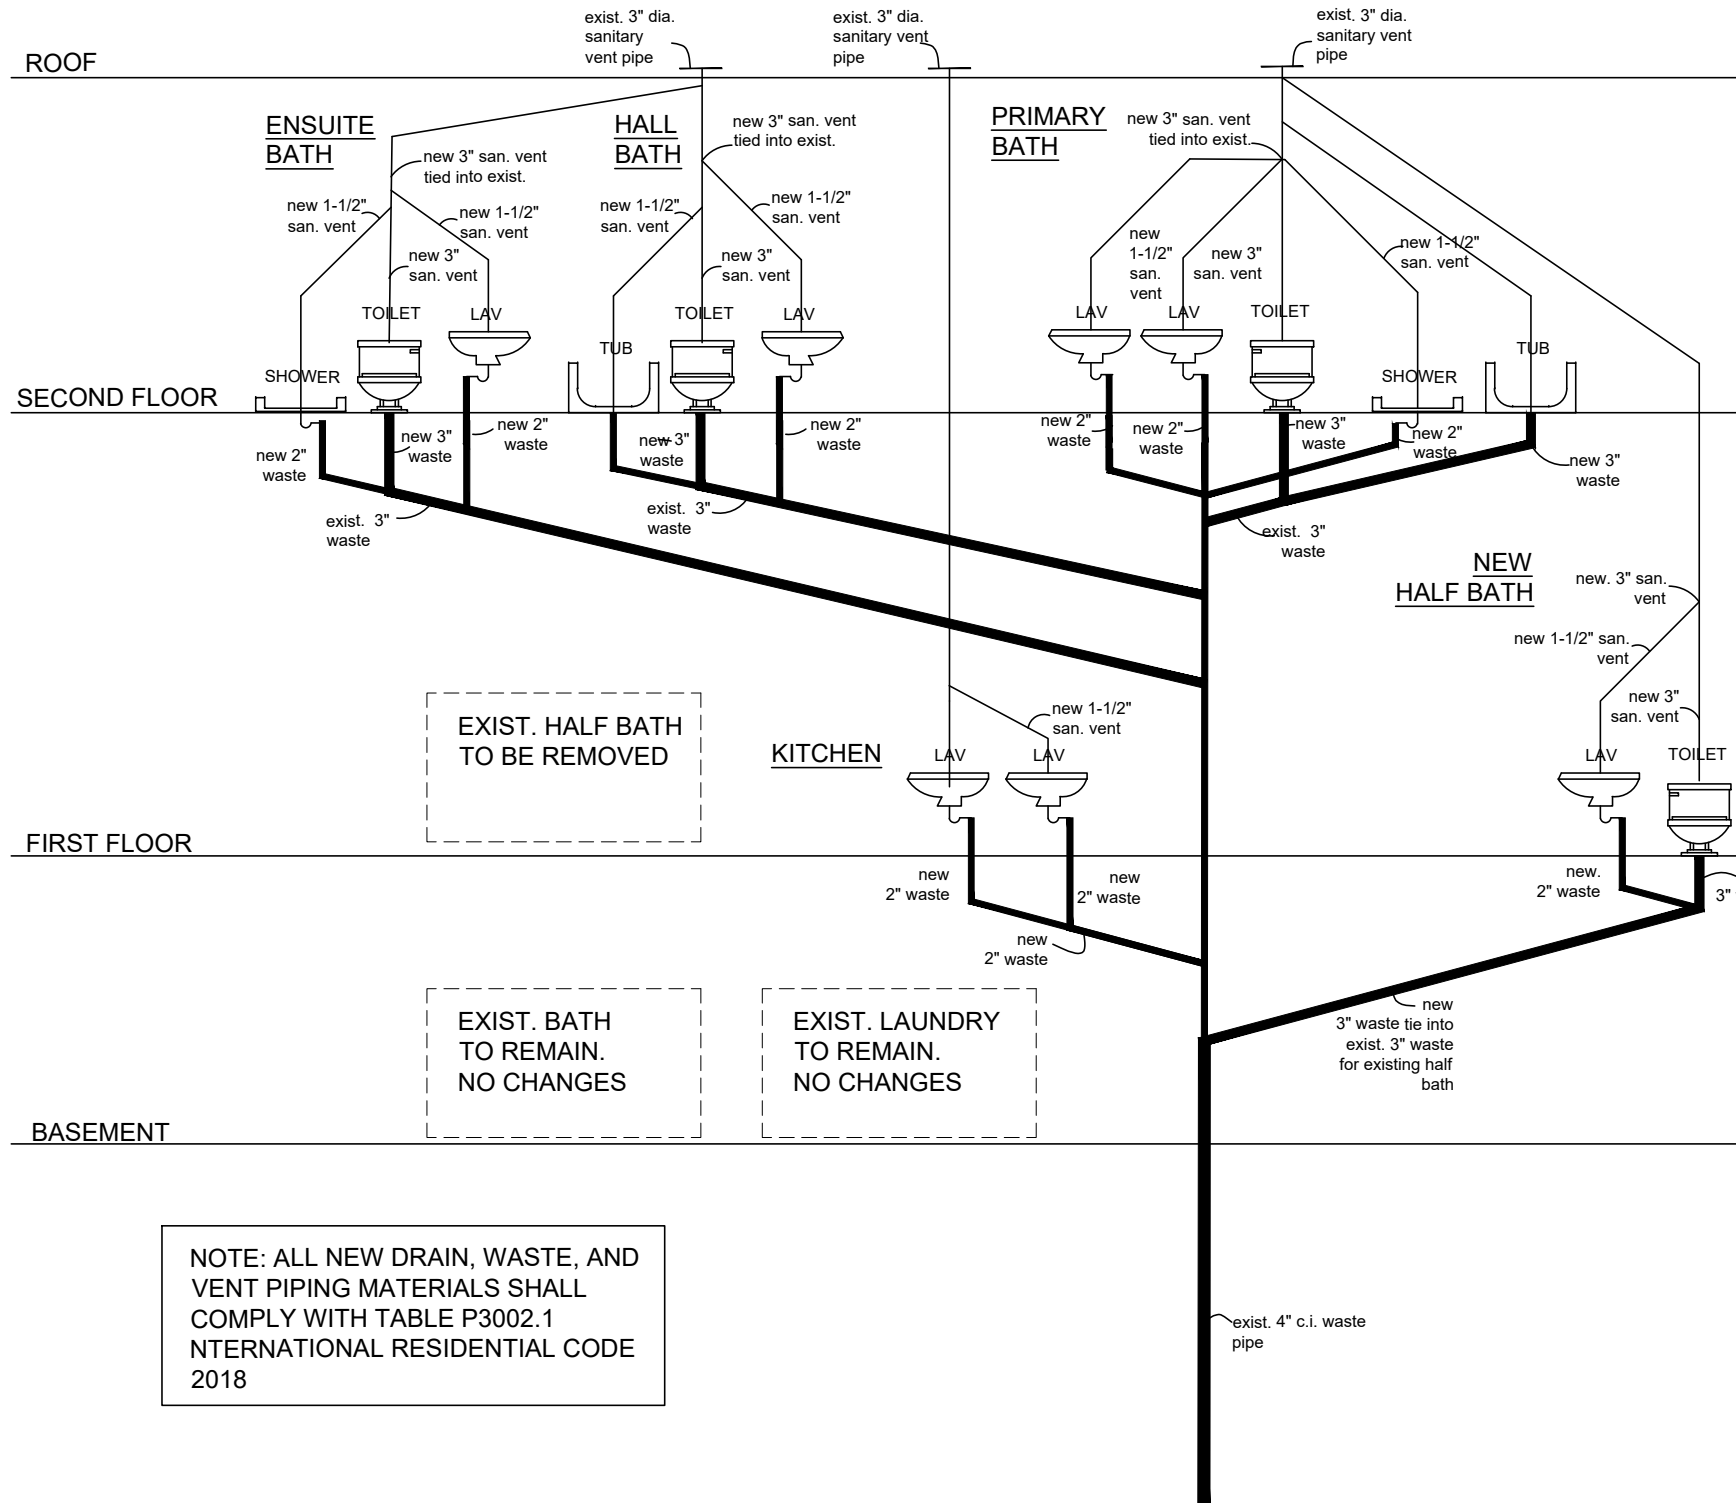 exist. 3" dia.
sanitary
vent pipe
exist. 3" dia.
sanitary vent
pipe
exist. 3" dia.
sanitary vent
pipe
ROOF
ENSUITE
BATH
new 3" san. vent
tied into exist.
new 1-1/2"
san. vent
new 1-1/2"
san. vent
new 3"
san. vent
HALL
BATH
new 3" san. vent
tied into exist.
new 1-1/2"
san. vent
new 1-1/2"
san. vent
new 3"
san. vent
PRIMARY
BATH
new 3" san. vent
tied into exist.
new
1-1/2"
san.
vent
new 3"
san. vent
new 1-1/2"
san. vent
SHOWER
TOILET
LAV
TUB
TOILET
LAV
LAV
LAV
TOILET
SHOWER
TUB
SECOND FLOOR
new 2"
waste
new 3"
waste
new 2"
waste
exist. 3"
waste
new 3"
waste
new 2"
waste
exist. 3"
waste
new 2"
waste
new 2"
waste
new 3"
waste
new 2"
waste
new 3"
waste
exist. 3"
waste
NEW
HALF BATH
new. 3" san.
vent
new 1-1/2" san.
vent
new 3"
san. vent
LAV
TOILET
EXIST. HALF BATH
TO BE REMOVED
KITCHEN
new 1-1/2"
san. vent
LAV
LAV
FIRST FLOOR
new
2" waste
new
2" waste
new
2" waste
new.
2" waste
3"
new
3" waste tie into
exist. 3" waste
for existing half
bath
EXIST. BATH
TO REMAIN.
NO CHANGES
EXIST. LAUNDRY
TO REMAIN.
NO CHANGES
BASEMENT
NOTE: ALL NEW DRAIN, WASTE, AND
VENT PIPING MATERIALS SHALL
COMPLY WITH TABLE P3002.1
NTERNATIONAL RESIDENTIAL CODE
2018
exist. 4" c.i. waste
pipe